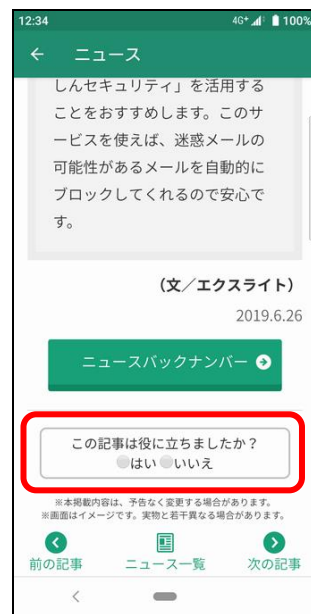 12:34 4G+ 100%
← ニュース
しんセキュリティ」を活用する
ことをおすすめします。このサ
ービスを使えば、迷惑メールの
可能性があるメールを自動的に
ブロックしてくれるので安心で
す。
（文／エクスライト）
2019.6.26
ニュースバックナンバー
この記事は役に立ちましたか？
はい いいえ
※本掲載内容は、予告なく変更する場合があります。
※画面はイメージです。実物と若干異なる場合があります。
前の記事 ニュース一覧 次の記事